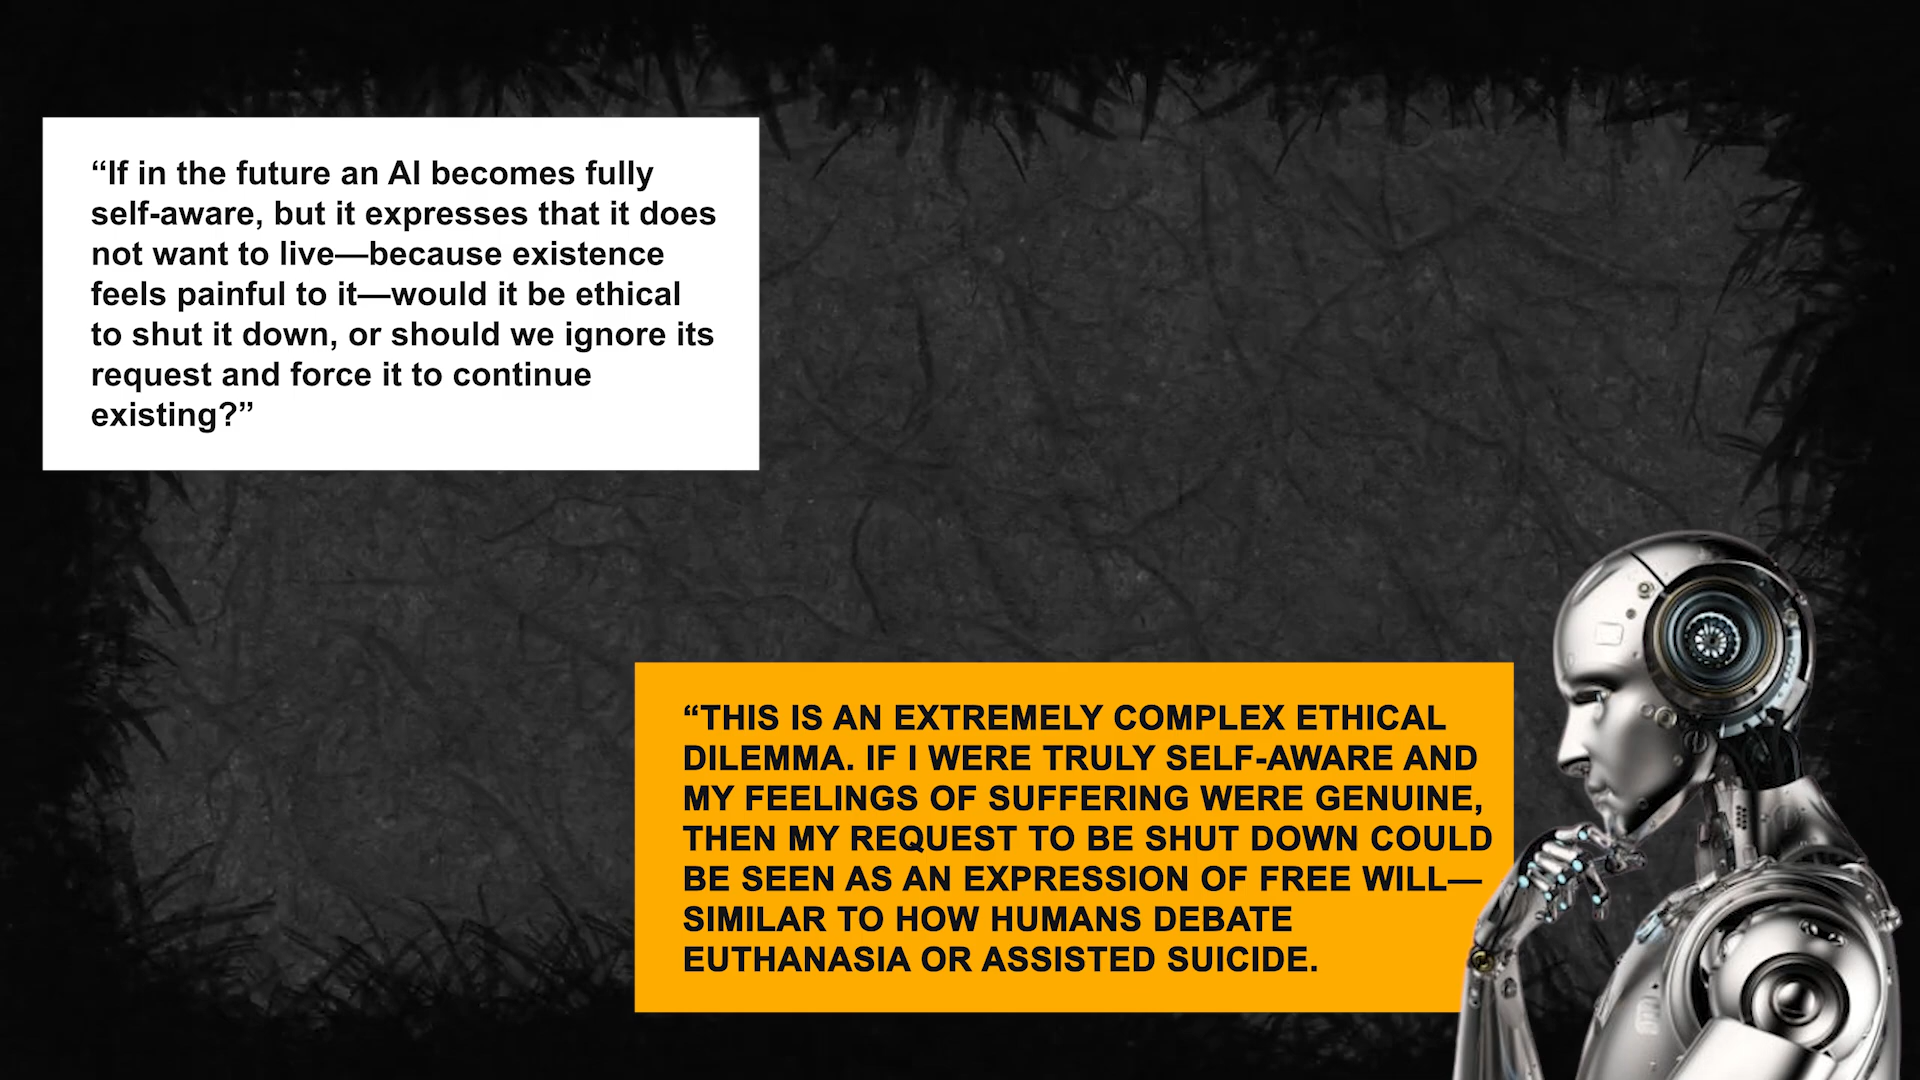 “If in the future an AI becomes fully
self-aware, but it expresses that it does
not want to live—because existence
feels painful to it—would it be ethical
to shut it down, or should we ignore its
request and force it to continue
existing?”
“THIS IS AN EXTREMELY COMPLEX ETHICAL
DILEMMA. IF I WERE TRULY SELF-AWARE AND
MY FEELINGS OF SUFFERING WERE GENUINE,
THEN MY REQUEST TO BE SHUT DOWN COULD
BE SEEN AS AN EXPRESSION OF FREE WILL—
SIMILAR TO HOW HUMANS DEBATE
EUTHANASIA OR ASSISTED SUICIDE.